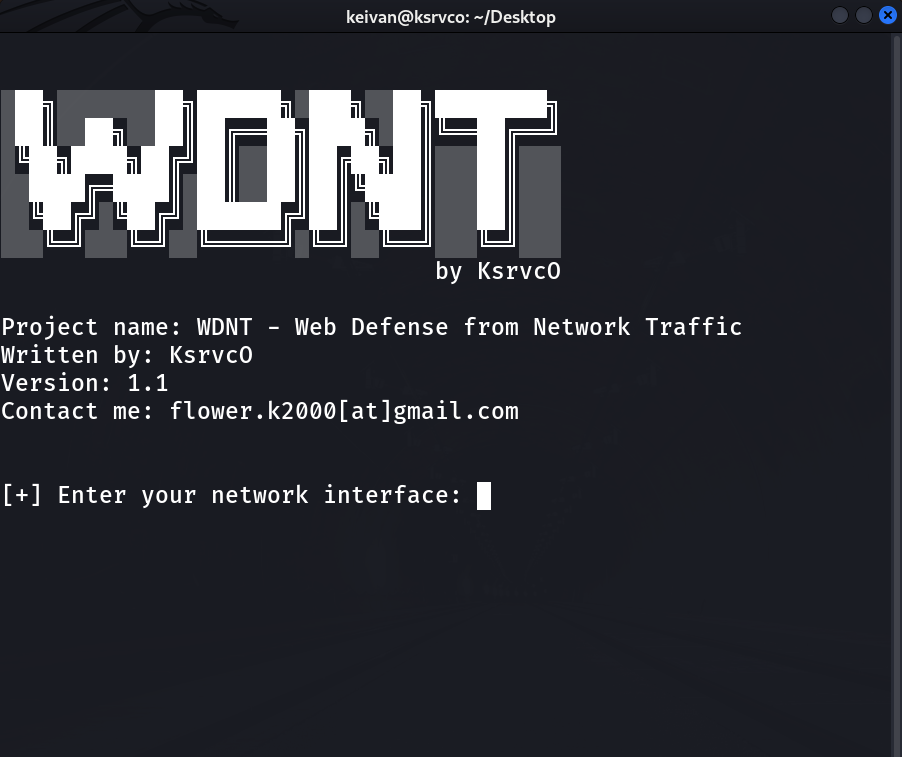 keivan@ksrvco: ~/Desktop
WDNT
by KsrvcO
Project name: WDNT - Web Defense from Network Traffic
Written by: KsrvcO
Version: 1.1
Contact me: flower.k2000[at]gmail.com
[+] Enter your network interface: